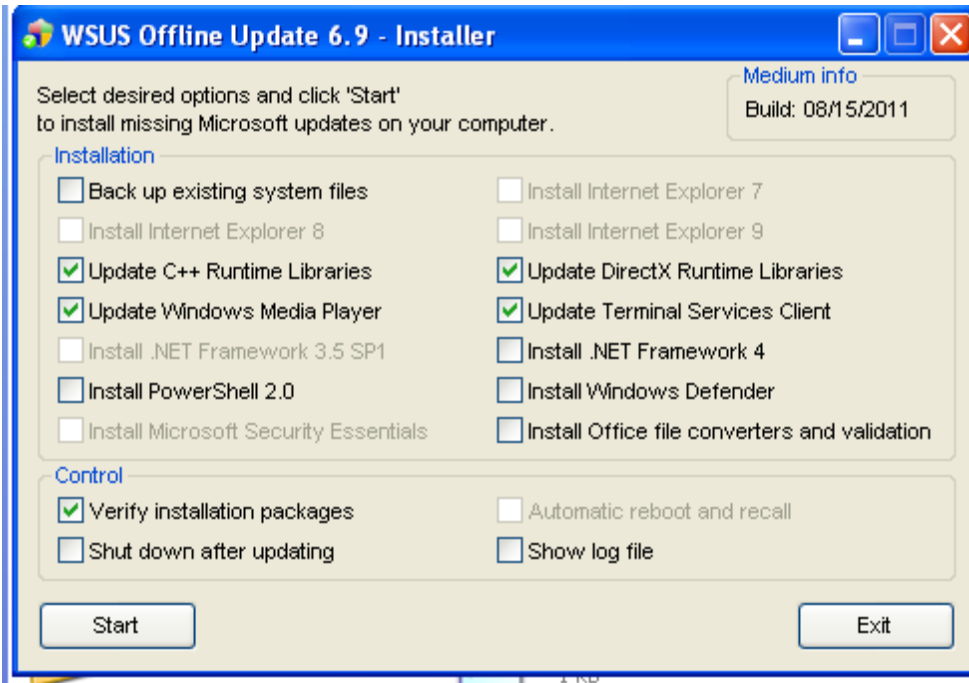 WSUS Offline Update 6.9 - Installer
Select desired options and click 'Start'
to install missing Microsoft updates on your computer.
Medium info
Build: 08/15/2011
Installation
Back up existing system files
Install Internet Explorer 7
Install Internet Explorer 8
Install Internet Explorer 9
Update C++ Runtime Libraries
Update DirectX Runtime Libraries
Update Windows Media Player
Update Terminal Services Client
Install .NET Framework 3.5 SP1
Install .NET Framework 4
Install PowerShell 2.0
Install Windows Defender
Install Microsoft Security Essentials
Install Office file converters and validation
Control
Verify installation packages
Automatic reboot and recall
Shut down after updating
Show log file
Start
Exit